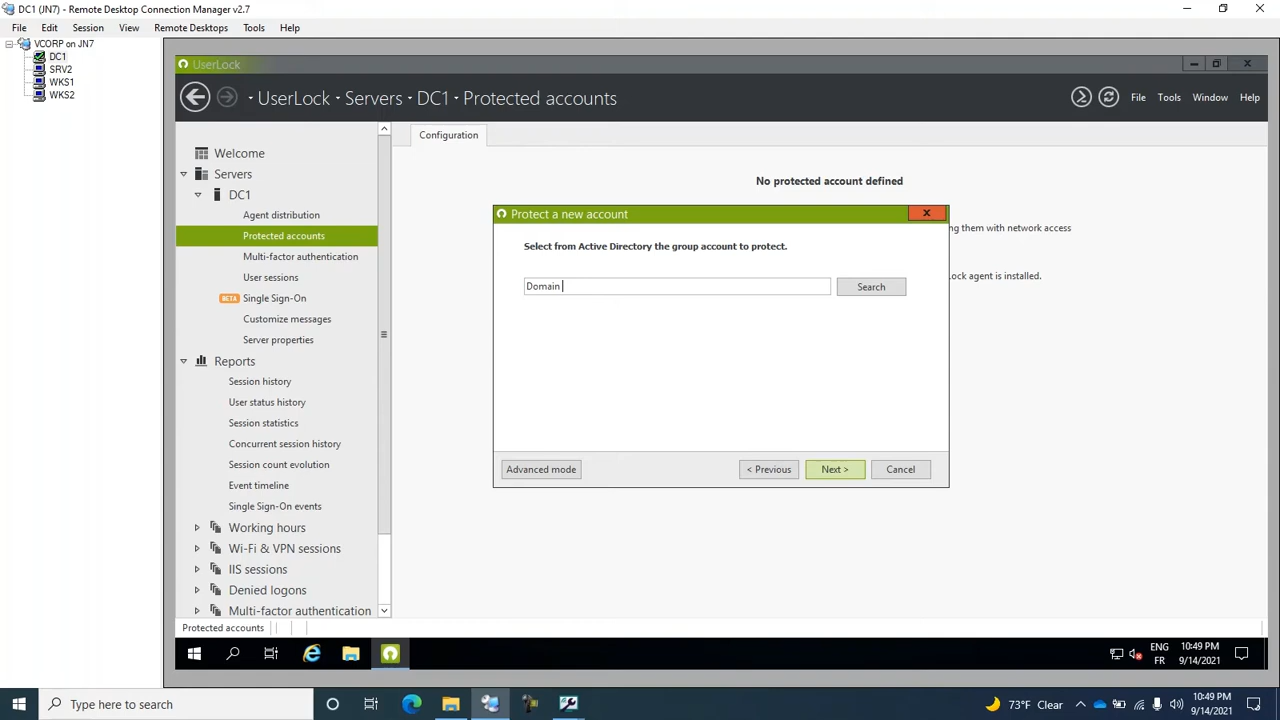 DC1 (JN7) - Remote Desktop Connection Manager v2.7
File Edit Session View Remote Desktops Tools Help
VCORP on JN7
DC1
SRV2
WKS1
WKS2
UserLock
UserLock • Servers • DC1 • Protected accounts
File Tools Window Help
Welcome
Servers
DC1
Agent distribution
Protected accounts
Multi-factor authentication
User sessions
BETA Single Sign-On
Customize messages
Server properties
Reports
Session history
User status history
Session statistics
Concurrent session history
Session count evolution
Event timeline
Single Sign-On events
Working hours
Wi-Fi & VPN sessions
IIS sessions
Denied logons
Multi-factor authentication
Configuration
No protected account defined
ng them with network access
ock agent is installed.
Protect a new account
Select from Active Directory the group account to protect.
Domain
Search
Advanced mode
< Previous Next > Cancel
Protected accounts
ENG
FR
10:49 PM
9/14/2021
Type here to search
73°F Clear
10:49 PM
9/14/2021